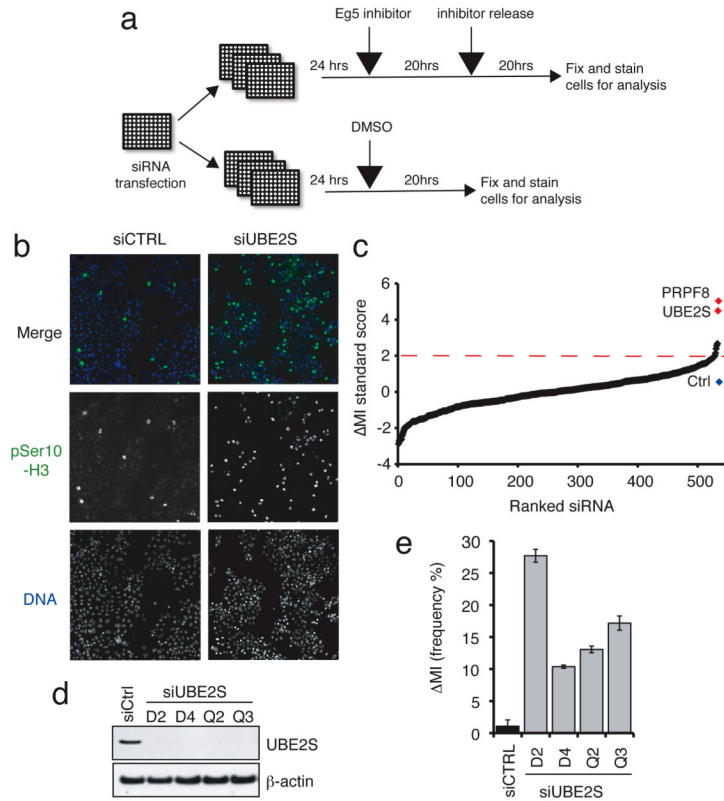 a
Eg5 inhibitor
inhibitor release
24 hrs
20hrs
20hrs
Fix and stain
cells for analysis
siRNA
transfection
DMSO
24 hrs
20hrs
Fix and stain
cells for analysis
b
siCTRL
siUBE2S
Merge
pSer10
-H3
DNA
c
ΔMI standard score
6
4
2
0
-2
-4
PRPF8
UBE2S
Ctrl
0
100
200
300
400
500
Ranked siRNA
d
siCtrl
siUBE2S
D2 D4 Q2 Q3
UBE2S
β-actin
e
ΔMI (frequency %)
30
25
20
15
10
5
0
siCTRL
D2
D4
Q2
Q3
siUBE2S